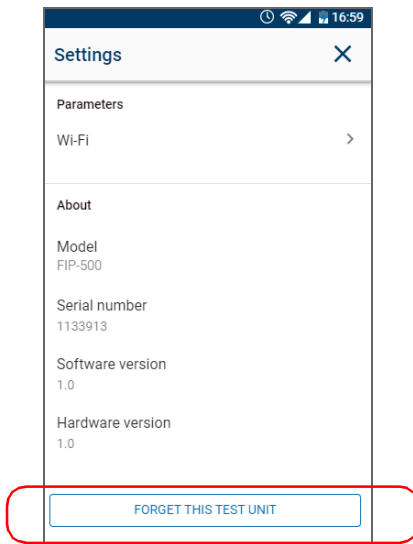 16:59
Settings
Parameters
Wi-Fi
About
Model
FIP-500
Serial number
1133913
Software version
1.0
Hardware version
1.0
FORGET THIS TEST UNIT